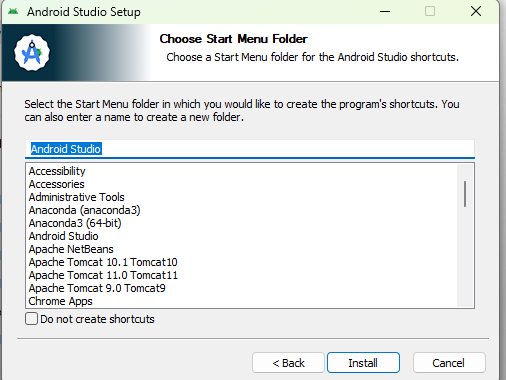 Android Studio Setup
Choose Start Menu Folder
Choose a Start Menu folder for the Android Studio shortcuts.
Select the Start Menu folder in which you would like to create the program's shortcuts. You
can also enter a name to create a new folder.
Android Studio
Accessibility
Accessories
Administrative Tools
Anaconda (anaconda3)
Anaconda3 (64-bit)
Android Studio
Apache NetBeans
Apache Tomcat 10.1 Tomcat10
Apache Tomcat 11.0 Tomcat11
Apache Tomcat 9.0 Tomcat9
Chrome Apps
Do not create shortcuts
< Back
Install
Cancel